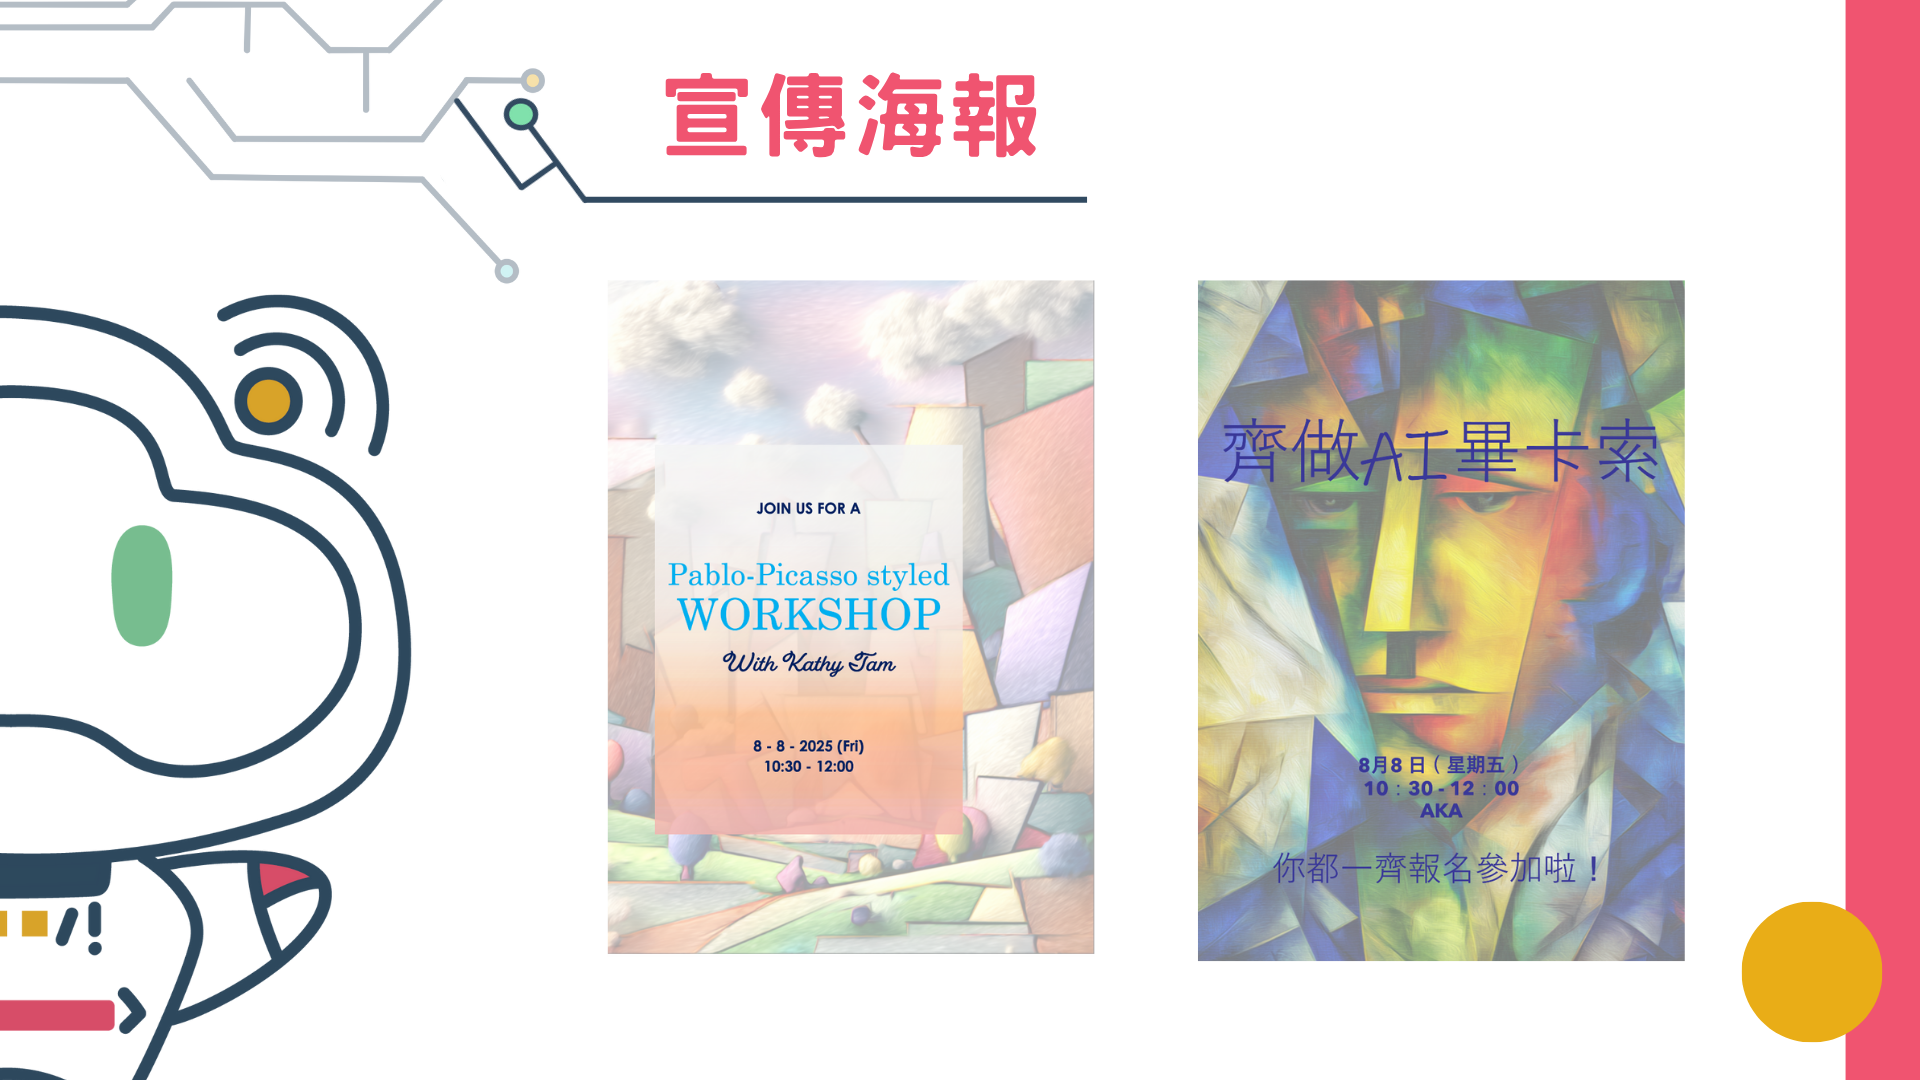 宣傳海報
JOIN US FOR A
Pablo-Picasso styled
WORKSHOP
With Kathy Tam
8 - 8 - 2025 (Fri)
10:30 - 12:00
齊做AI畢卡索
8月8 日（星期五）
10：30 - 12：00
AKA
你都一齊報名參加啦！
/!